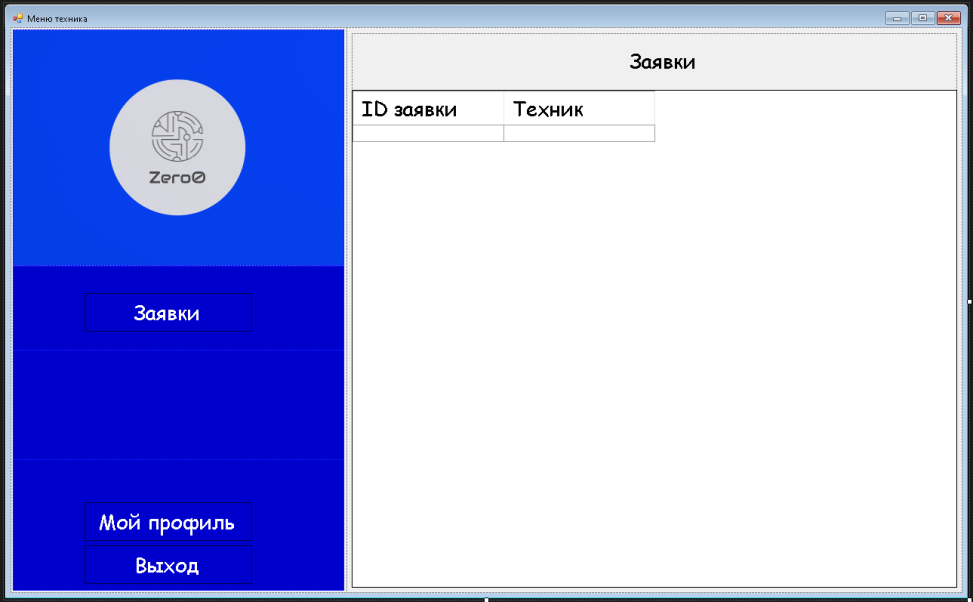 Меню техника
Zero0
Заявки
Мой профиль
Выход
Заявки
ID заявки Техник